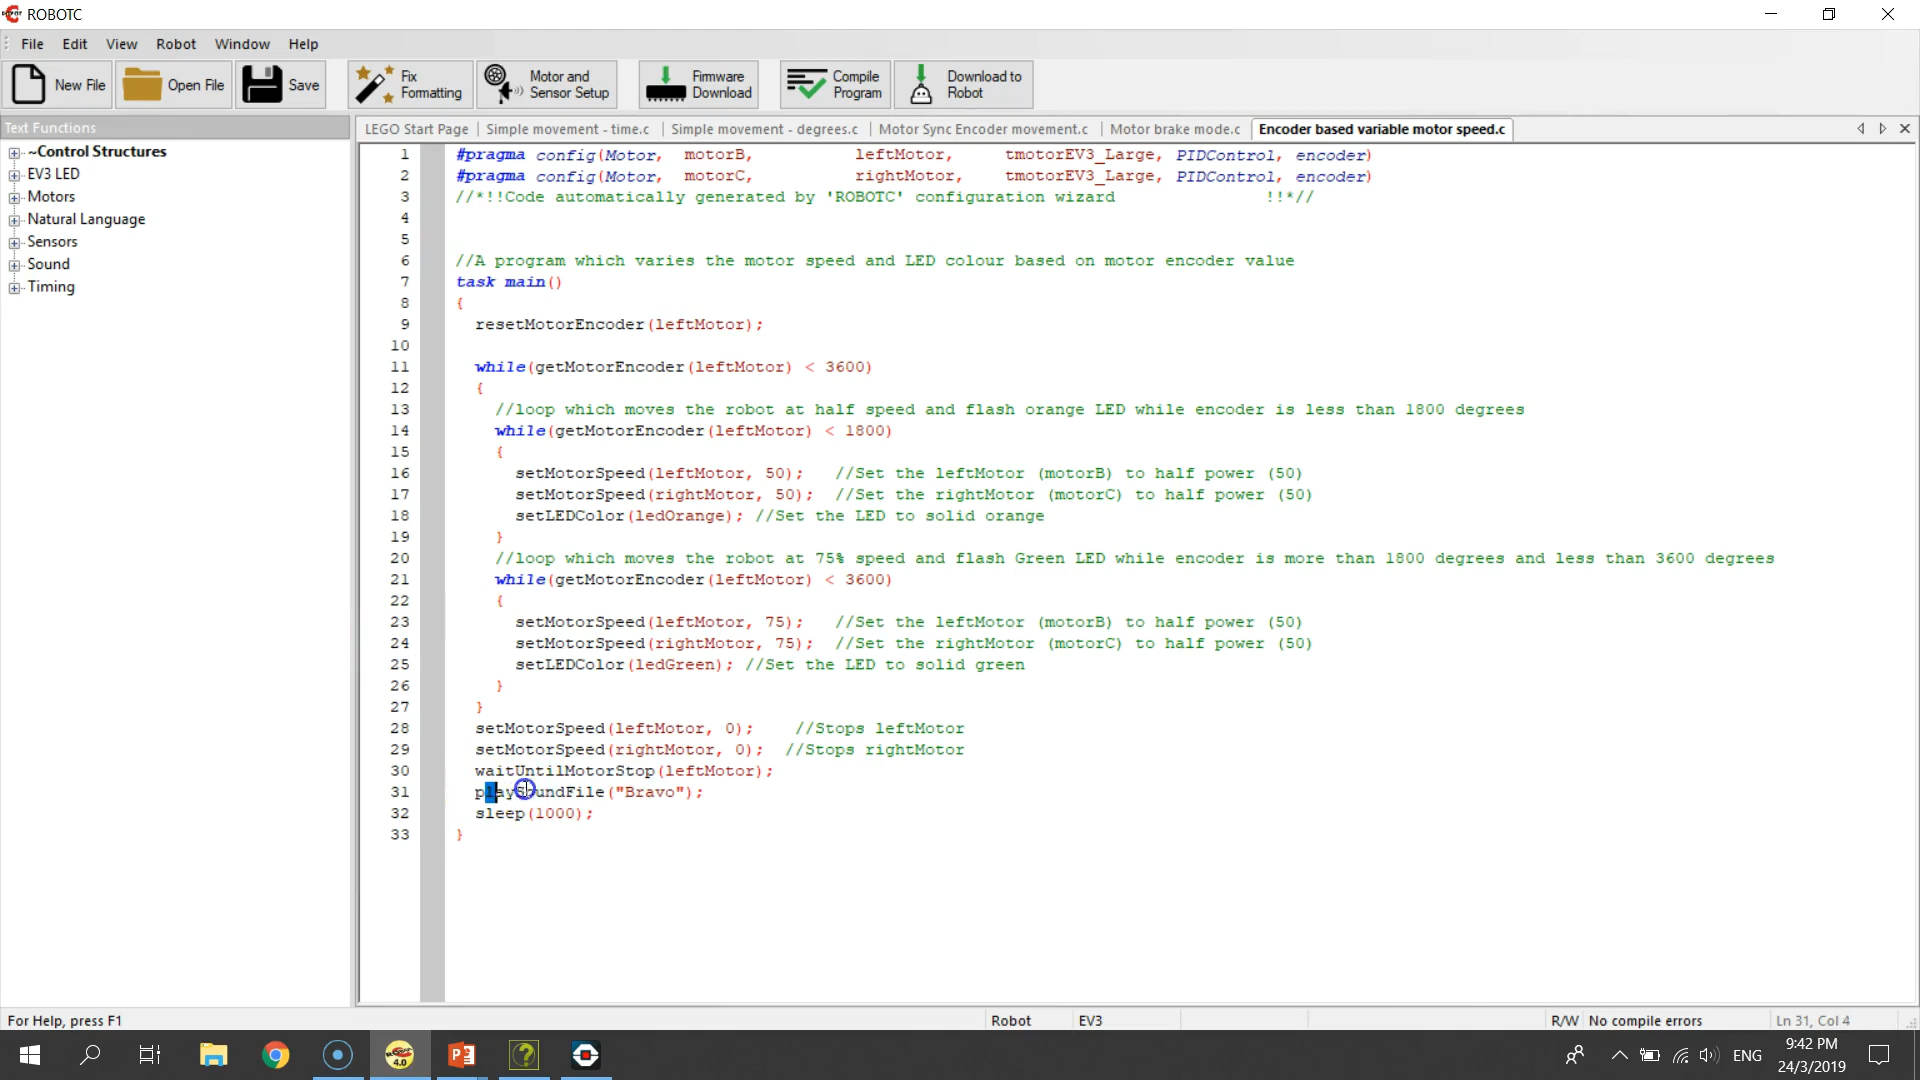 ROBOTC
File Edit View Robot Window Help
New File Open File Save Fix Formatting Motor and Sensor Setup Firmware Download Compile Program Download to Robot
Text Functions
~Control Structures
EV3 LED
Motors
Natural Language
Sensors
Sound
Timing
LEGO Start Page Simple movement - time.c Simple movement - degrees.c Motor Sync Encoder movement.c Motor brake mode.c Encoder based variable motor speed.c
1 #pragma config(Motor, motorB, leftMotor, tmotorEV3_Large, PIDControl, encoder)
2 #pragma config(Motor, motorC, rightMotor, tmotorEV3_Large, PIDControl, encoder)
3 //*!!Code automatically generated by 'ROBOTC' configuration wizard !!*//
4
5
6 //A program which varies the motor speed and LED colour based on motor encoder value
7 task main()
8 {
9 resetMotorEncoder(leftMotor);
10
11 while(getMotorEncoder(leftMotor) < 3600)
12 {
13 //loop which moves the robot at half speed and flash orange LED while encoder is less than 1800 degrees
14 while(getMotorEncoder(leftMotor) < 1800)
15 {
16 setMotorSpeed(leftMotor, 50); //Set the leftMotor (motorB) to half power (50)
17 setMotorSpeed(rightMotor, 50); //Set the rightMotor (motorC) to half power (50)
18 setLEDColor(ledOrange); //Set the LED to solid orange
19 }
20 //loop which moves the robot at 75% speed and flash Green LED while encoder is more than 1800 degrees and less than 3600 degrees
21 while(getMotorEncoder(leftMotor) < 3600)
22 {
23 setMotorSpeed(leftMotor, 75); //Set the leftMotor (motorB) to half power (50)
24 setMotorSpeed(rightMotor, 75); //Set the rightMotor (motorC) to half power (50)
25 setLEDColor(ledGreen); //Set the LED to solid green
26 }
27 }
28 setMotorSpeed(leftMotor, 0); //Stops leftMotor
29 setMotorSpeed(rightMotor, 0); //Stops rightMotor
30 waitUntilMotorStop(leftMotor);
31 playSoundFile("Bravo");
32 sleep(1000);
33 }
For Help, press F1 Robot EV3 R/W No compile errors Ln 31, Col 4
4.0 ENG 9:42 PM
24/3/2019